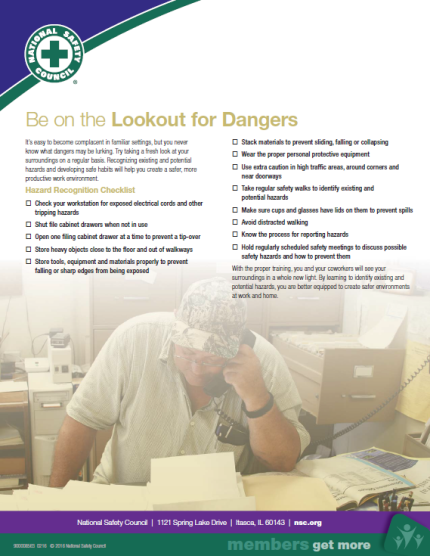 NATIONAL SAFETY
COUNCIL
®
Be on the Lookout for Dangers
It's easy to become complacent in familiar settings, but you never
know what dangers may be lurking. Try taking a fresh look at your
surroundings on a regular basis. Recognizing existing and potential
hazards and developing safe habits will help you create a safer, more
productive work environment.
Hazard Recognition Checklist
Check your workstation for exposed electrical cords and other
tripping hazards
Shut file cabinet drawers when not in use
Open one filing cabinet drawer at a time to prevent a tip-over
Store heavy objects close to the floor and out of walkways
Store tools, equipment and materials properly to prevent
falling or sharp edges from being exposed
Stack materials to prevent sliding, falling or collapsing
Wear the proper personal protective equipment
Use extra caution in high traffic areas, around corners and
near doorways
Take regular safety walks to identify existing and
potential hazards
Make sure cups and glasses have lids on them to prevent spills
Avoid distracted walking
Know the process for reporting hazards
Hold regularly scheduled safety meetings to discuss possible
safety hazards and how to prevent them
With the proper training, you and your coworkers will see your
surroundings in a whole new light. By learning to identify existing and
potential hazards, you are better equipped to create safer environments
at work and home.
National Safety Council | 1121 Spring Lake Drive | Itasca, IL 60143 | nsc.org
National Safety Council
members get more